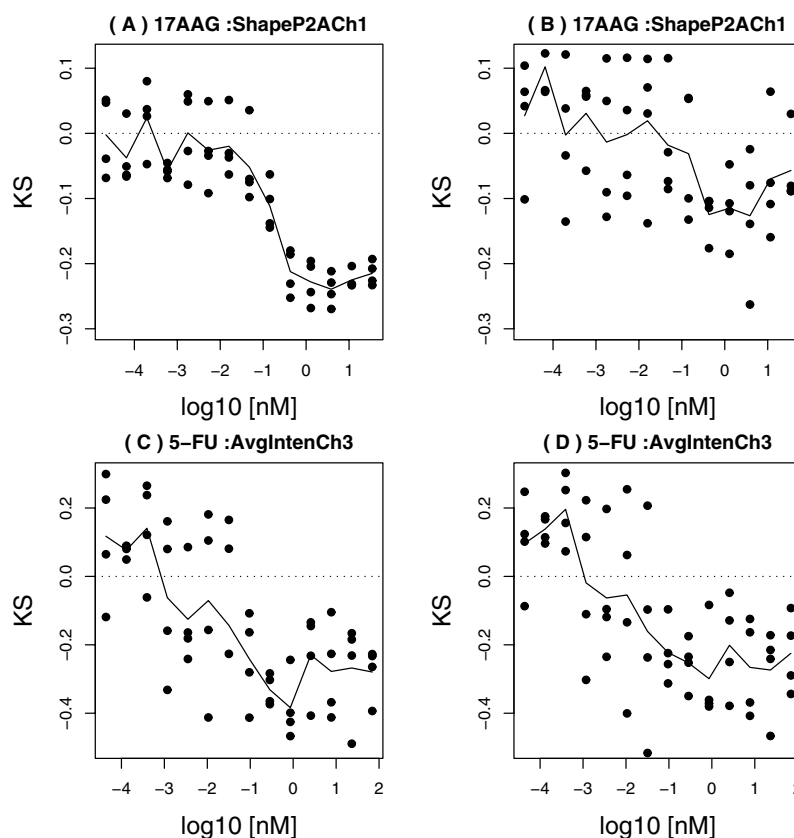 ( A ) 17AAG :ShapeP2ACh1
KS
0.1
0.0
−0.1
−0.2
−0.3
−4 −3 −2 −1 0 1
log10 [nM]
( B ) 17AAG :ShapeP2ACh1
KS
0.1
0.0
−0.1
−0.2
−0.3
−4 −3 −2 −1 0 1
log10 [nM]
( C ) 5−FU :AvgIntenCh3
KS
0.2
0.0
−0.2
−0.4
−4 −3 −2 −1 0 1 2
log10 [nM]
( D ) 5−FU :AvgIntenCh3
KS
0.2
0.0
−0.2
−0.4
−4 −3 −2 −1 0 1 2
log10 [nM]